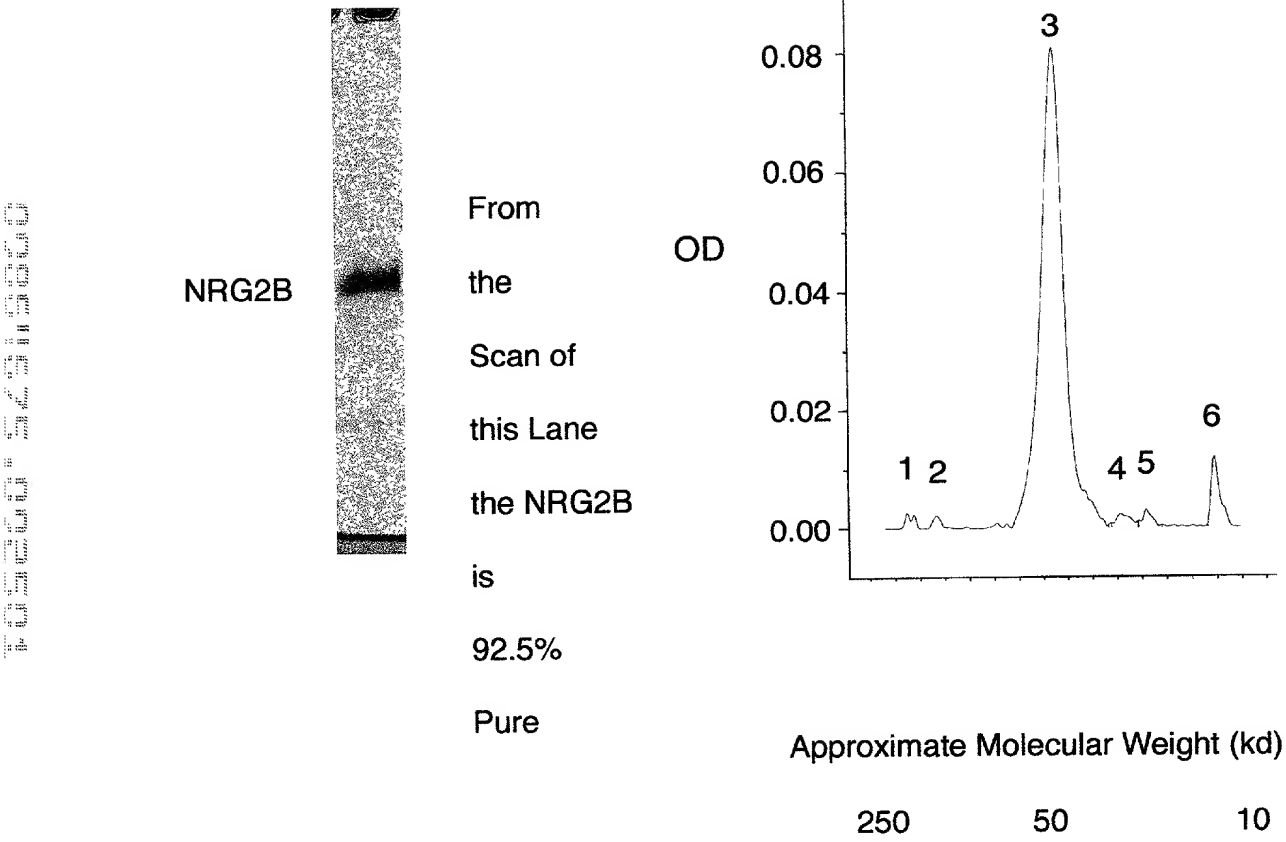 NRG2B
From
the
Scan of
this Lane
the NRG2B
is
92.5%
Pure
OD
0.08
0.06
0.04
0.02
0.00
1
2
3
4
5
6
Approximate Molecular Weight (kd)
250 50 10